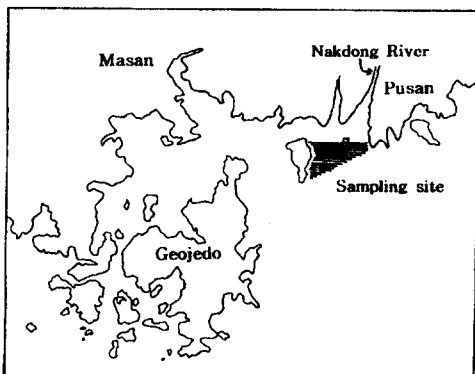 Nakdong River
Masan
Pusan
Sampling site
Geojedo